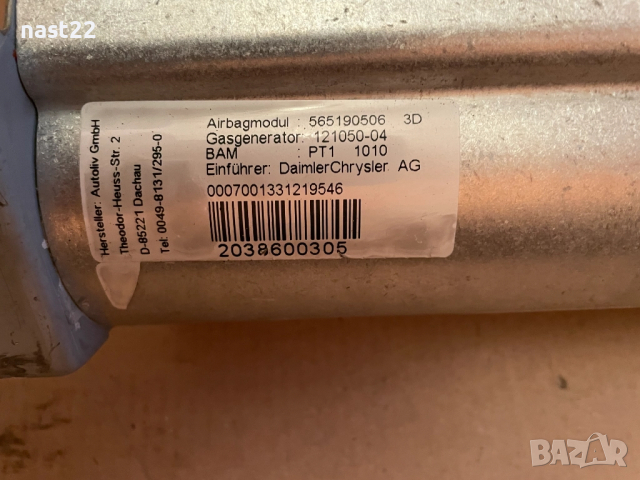 nast22
Hersteller: Autoliv GmbH
Theodor-Heuss-Str. 2
D-85221 Dachau
Tel: 0049-8131/295-0
Airbagmodul : 565190506 3D
Gasgenerator: 121050-04
BAM : PT1 1010
Einführer: DaimlerChrysler AG
0007001331219546
2038600305
BAZAR